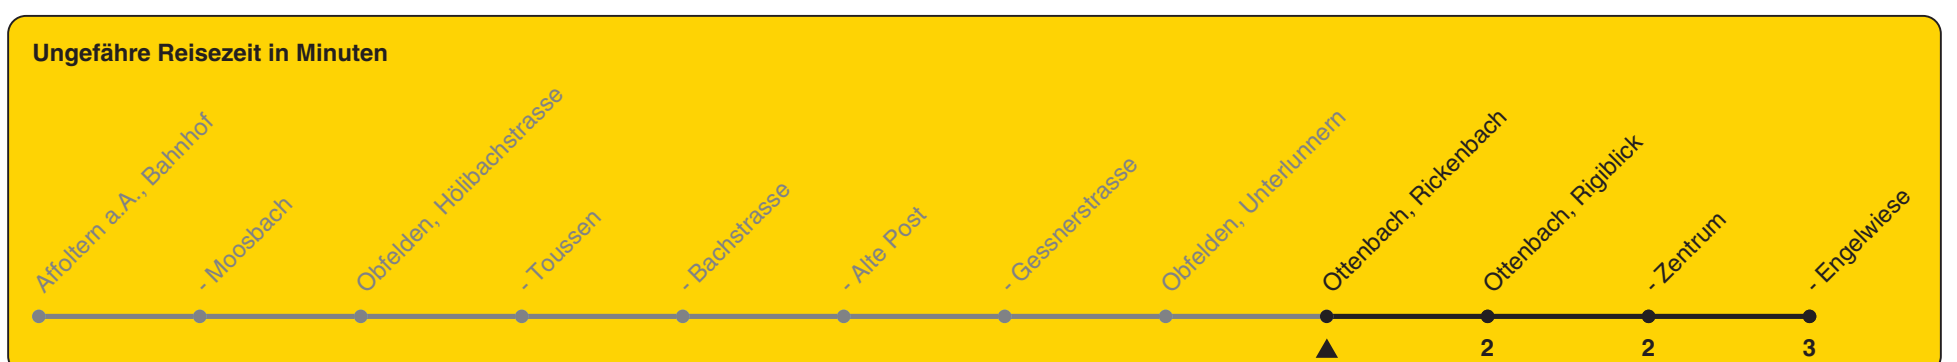 Ungefähre Reisezeit in Minuten
Affoltern a.A., Bahnhof
- Moosbach
Obfelden, Hölibachstrasse
- Toussen
- Bachstrasse
- Alte Post
- Gessnerstrasse
Obfelden, Unterlunnern
Ottenbach, Rickenbach
Ottenbach, Rigiblick
- Zentrum
- Engelwiese
2 2 3